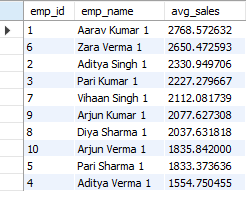 emp_id emp_name avg_sales
1 Aarav Kumar 1 2768.572632
6 Zara Verma 1 2650.472593
2 Aditya Singh 1 2330.949706
3 Pari Kumar 1 2227.279667
7 Vihaan Singh 1 2112.081739
9 Arjun Kumar 1 2077.627308
8 Diya Sharma 1 2037.631818
10 Arjun Verma 1 1835.842000
5 Pari Sharma 1 1833.373636
4 Aditya Verma 1 1554.750455